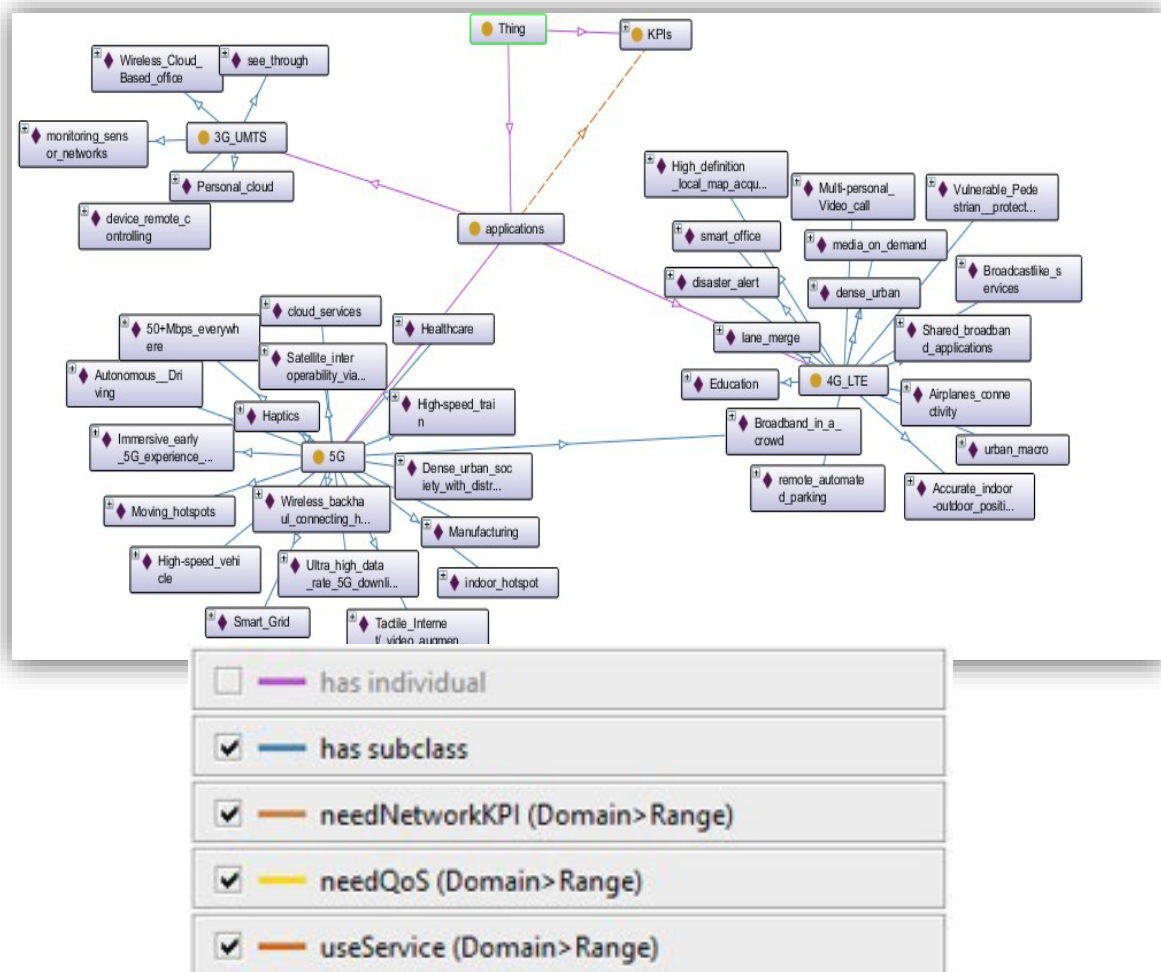 Thing
KPIs
Wireless_Cloud_
Based_office
see_through
3G_UMTS
monitoring_sens
or_networks
Personal_cloud
device_remote_c
ontrolling
applications
High_definition
_local_map_acqu...
Multi-personal_
Video_call
Vulnerable_Pede
strian__protect...
smart_office
media_on_demand
disaster_alert
dense_urban
Broadcastlike_s
ervices
lane_merge
Shared_broadban
d_applications
Education
4G_LTE
Airplanes_conne
ctivity
Broadband_in_a_
crowd
urban_macro
remote_automate
d_parking
Accurate_indoor
-outdoor_positi...
cloud_services
50+Mbps_everywh
ere
Healthcare
Satellite_inter
operability_via...
Autonomous__Dri
ving
High-speed_trai
n
Haptics
Immersive_early
_5G_experience_...
5G
Dense_urban_soc
iety_with_distr...
Moving_hotspots
Wireless_backha
ul_connecting_h...
Manufacturing
High-speed_vehi
cle
Ultra_high_data
_rate_5G_downli...
indoor_hotspot
Smart_Grid
Tactile_Interne
t/_video_augmen...
has individual
has subclass
needNetworkKPI (Domain>Range)
needQoS (Domain>Range)
useService (Domain>Range)